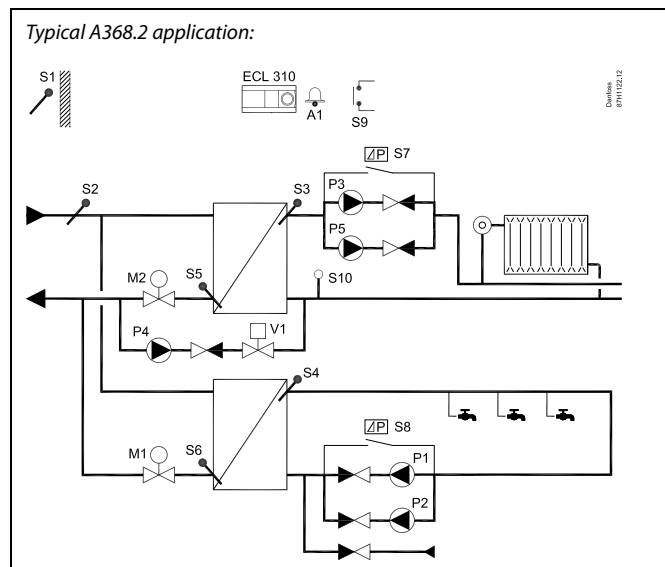 Typical A368.2 application:
S1
ECL 310
A1
S9
Danfoss
87H1122.12
S2
S3
P3
P5
⊿P S7
M2
S5
S10
P4
V1
S4
M1
S6
⊿P S8
P1
P2